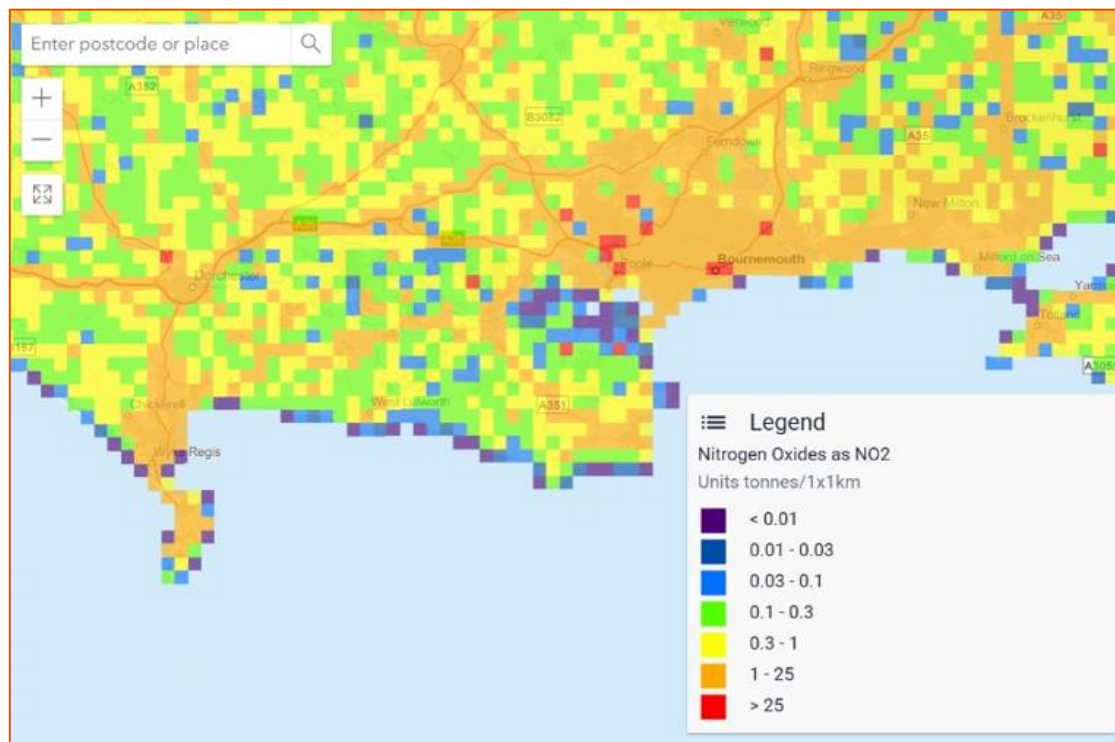 Enter postcode or place
Verwood
A35
A352
Ringwood
B3072
Brockenhurst
A35
Ferndown
New Milton
Poole
Bournemouth
Milford on Sea
Dorchester
Yarm
Totland
A3055
Chickerell
West Lulworth
A351
Wyke Regis
Legend
Nitrogen Oxides as NO2
Units tonnes/1x1km
< 0.01
0.01 - 0.03
0.03 - 0.1
0.1 - 0.3
0.3 - 1
1 - 25
> 25